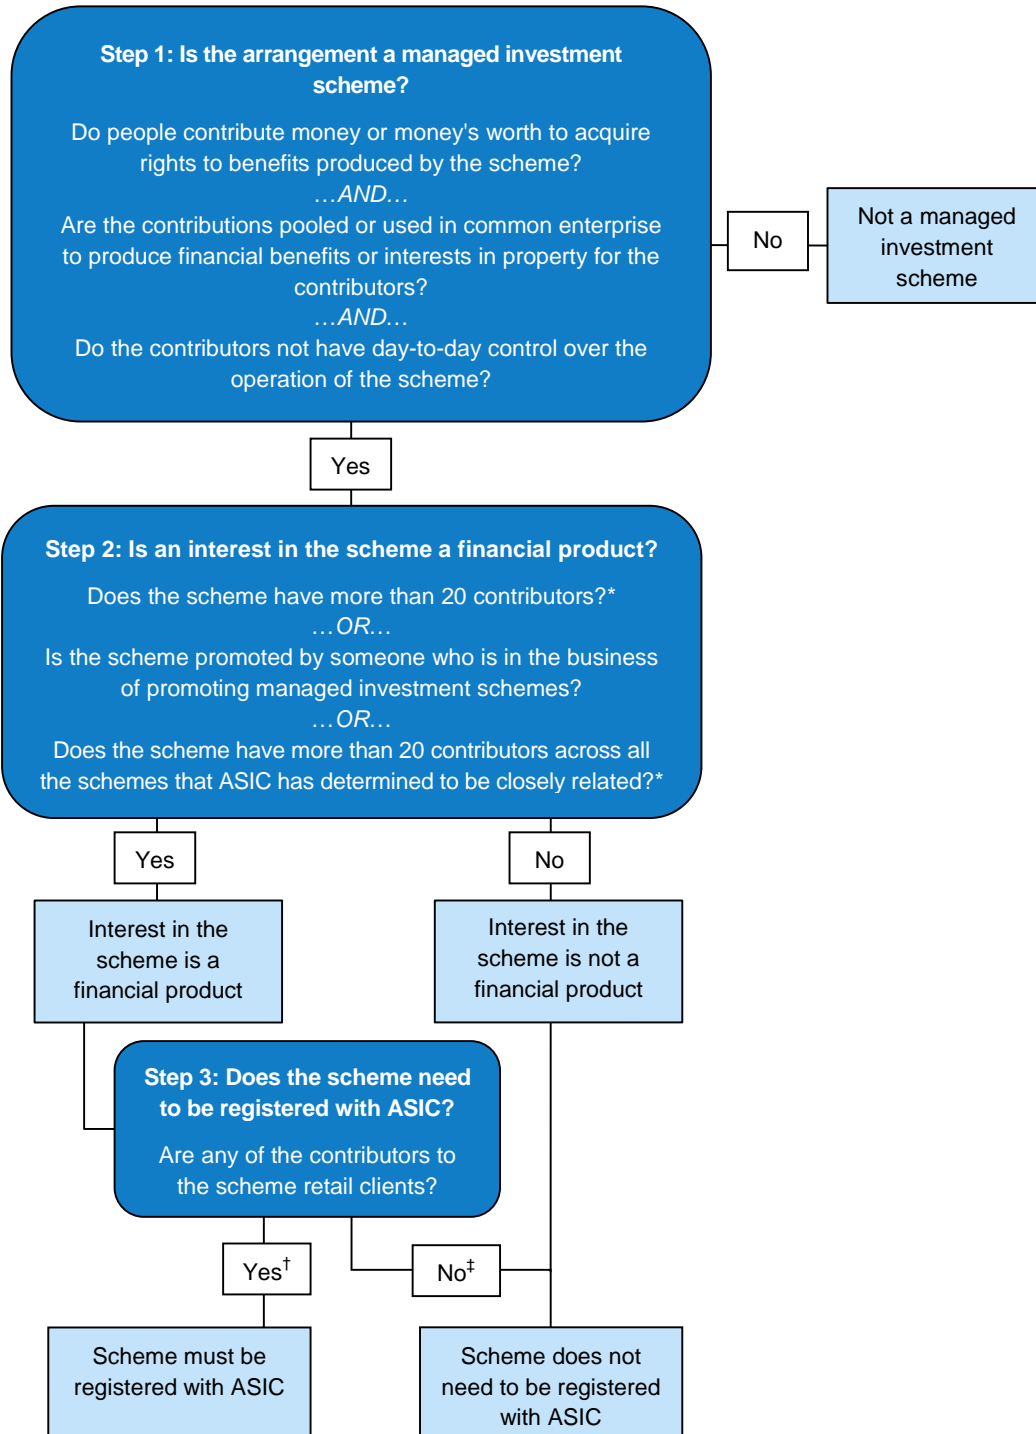 Step 1: Is the arrangement a managed investment
scheme?
Do people contribute money or money's worth to acquire
rights to benefits produced by the scheme?
…AND…
Are the contributions pooled or used in common enterprise
to produce financial benefits or interests in property for the
contributors?
…AND…
Do the contributors not have day-to-day control over the
operation of the scheme?
No
Not a managed
investment
scheme
Yes
Step 2: Is an interest in the scheme a financial product?
Does the scheme have more than 20 contributors?*
…OR…
Is the scheme promoted by someone who is in the business
of promoting managed investment schemes?
…OR…
Does the scheme have more than 20 contributors across all
the schemes that ASIC has determined to be closely related?*
Yes
No
Interest in the
scheme is a
financial product
Interest in the
scheme is not a
financial product
Step 3: Does the scheme need
to be registered with ASIC?
Are any of the contributors to
the scheme retail clients?
Yes†
No‡
Scheme must be
registered with ASIC
Scheme does not
need to be registered
with ASIC